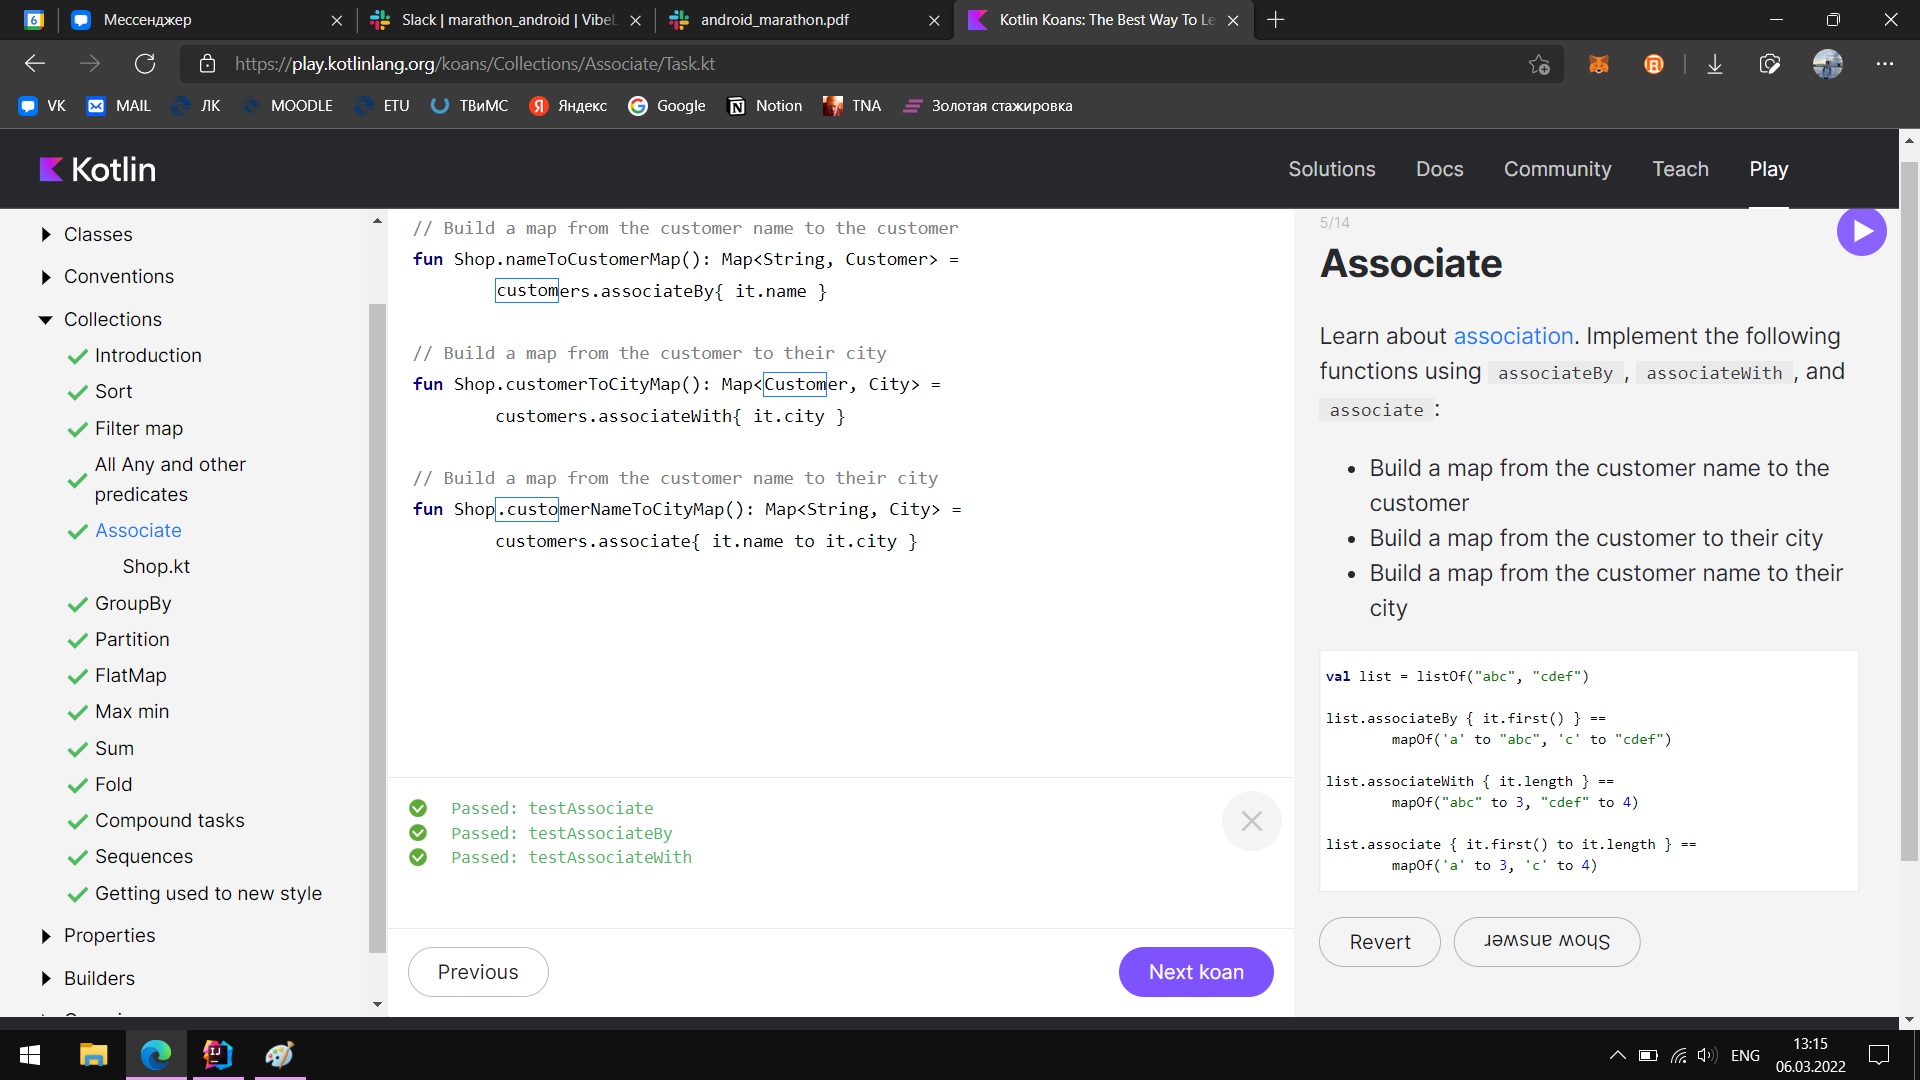 6
Мессенджер
Slack | marathon_android | VibeL
android_marathon.pdf
Kotlin Koans: The Best Way To Le
https://play.kotlinlang.org/koans/Collections/Associate/Task.kt
VK
MAIL
ЛК
MOODLE
ETU
ТВиМС
Яндекс
Google
Notion
TNA
Золотая стажировка
Kotlin
Solutions
Docs
Community
Teach
Play
Classes
Conventions
Collections
Introduction
Sort
Filter map
All Any and other
predicates
Associate
Shop.kt
GroupBy
Partition
FlatMap
Max min
Sum
Fold
Compound tasks
Sequences
Getting used to new style
Properties
Builders
// Build a map from the customer name to the customer
fun Shop.nameToCustomerMap(): Map<String, Customer> =
customers.associateBy{ it.name }
// Build a map from the customer to their city
fun Shop.customerToCityMap(): Map<Customer, City> =
customers.associateWith{ it.city }
// Build a map from the customer name to their city
fun Shop.customerNameToCityMap(): Map<String, City> =
customers.associate{ it.name to it.city }
Passed: testAssociate
Passed: testAssociateBy
Passed: testAssociateWith
Previous
Next koan
5/14
Associate
Learn about association. Implement the following
functions using associateBy , associateWith , and
associate :
• Build a map from the customer name to the
customer
• Build a map from the customer to their city
• Build a map from the customer name to their
city
val list = listOf("abc", "cdef")
list.associateBy { it.first() } ==
mapOf('a' to "abc", 'c' to "cdef")
list.associateWith { it.length } ==
mapOf("abc" to 3, "cdef" to 4)
list.associate { it.first() to it.length } ==
mapOf('a' to 3, 'c' to 4)
Revert
Show answer
ENG
13:15
06.03.2022